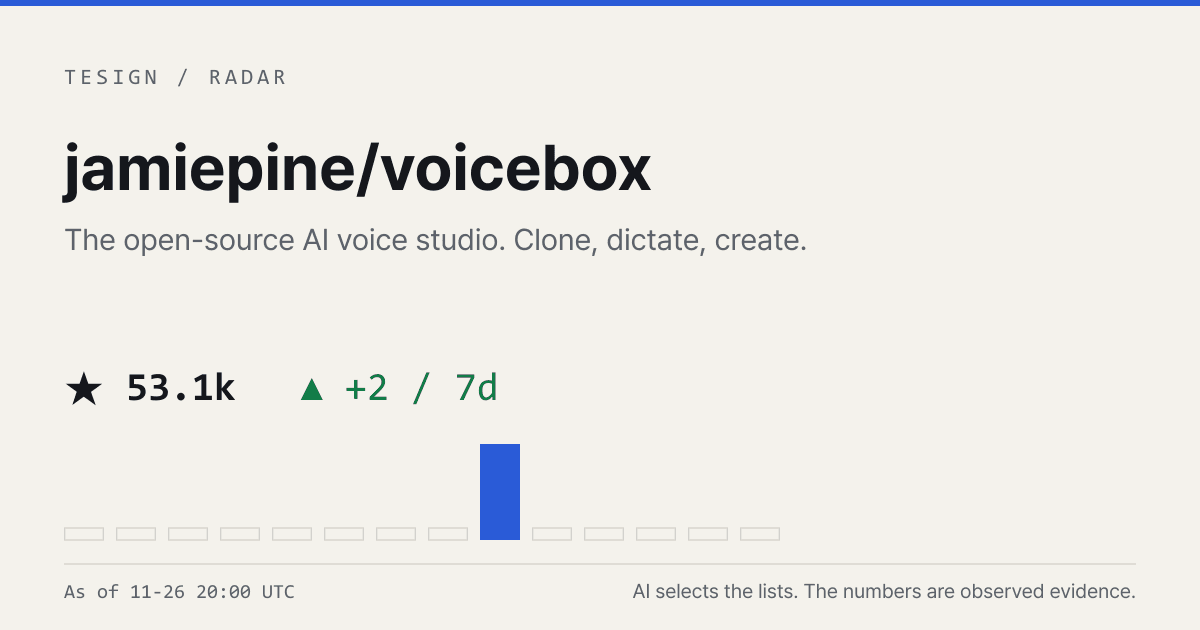 TESIGN / RADAR
jamiepine/voicebox
The open-source AI voice studio. Clone, dictate, create.
★ 53.1k ▲ +2 / 7d
As of 11-26 20:00 UTC
AI selects the lists. The numbers are observed evidence.